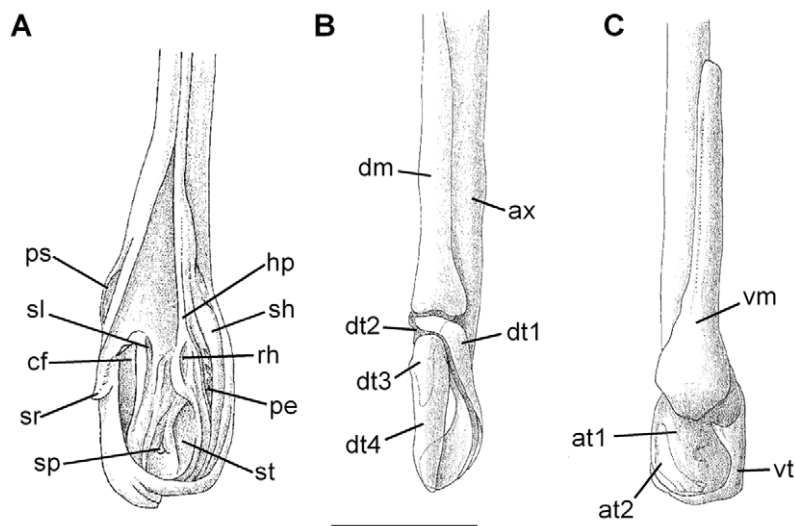 A
B
C
ps
sl
cf
sr
sp
hp
sh
rh
pe
st
dm
ax
dt2
dt1
dt3
dt4
vm
at1
at2
vt